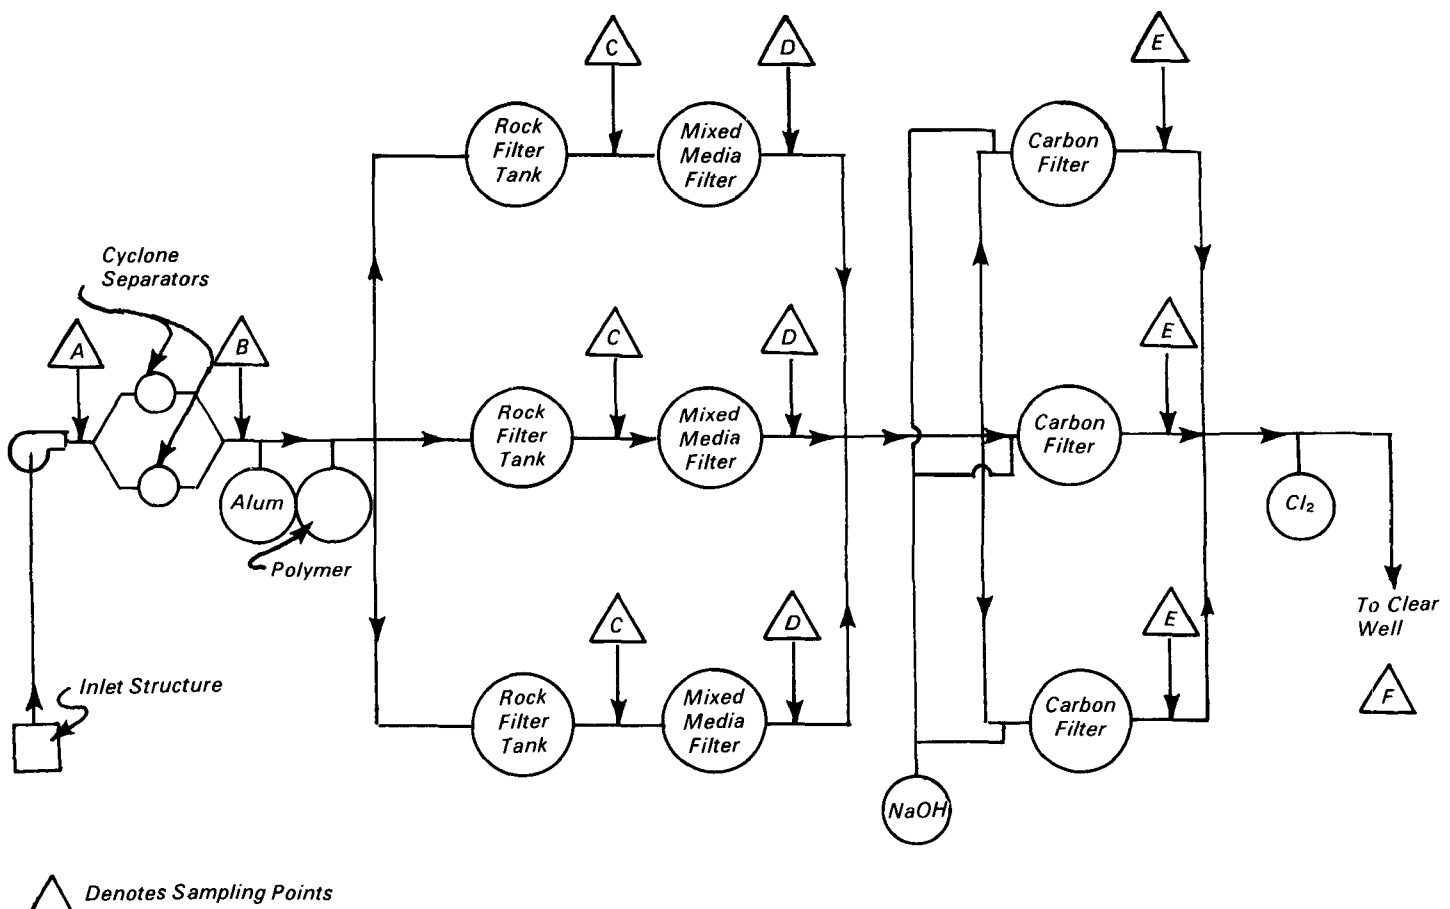 C
D
E
Rock
Filter
Tank
Mixed
Media
Filter
Carbon
Filter
Cyclone
Separators
A
B
C
D
E
Rock
Filter
Tank
Mixed
Media
Filter
Carbon
Filter
Alum
Polymer
Cl₂
To Clear
Well
C
D
E
F
Inlet Structure
Rock
Filter
Tank
Mixed
Media
Filter
Carbon
Filter
NaOH
Denotes Sampling Points